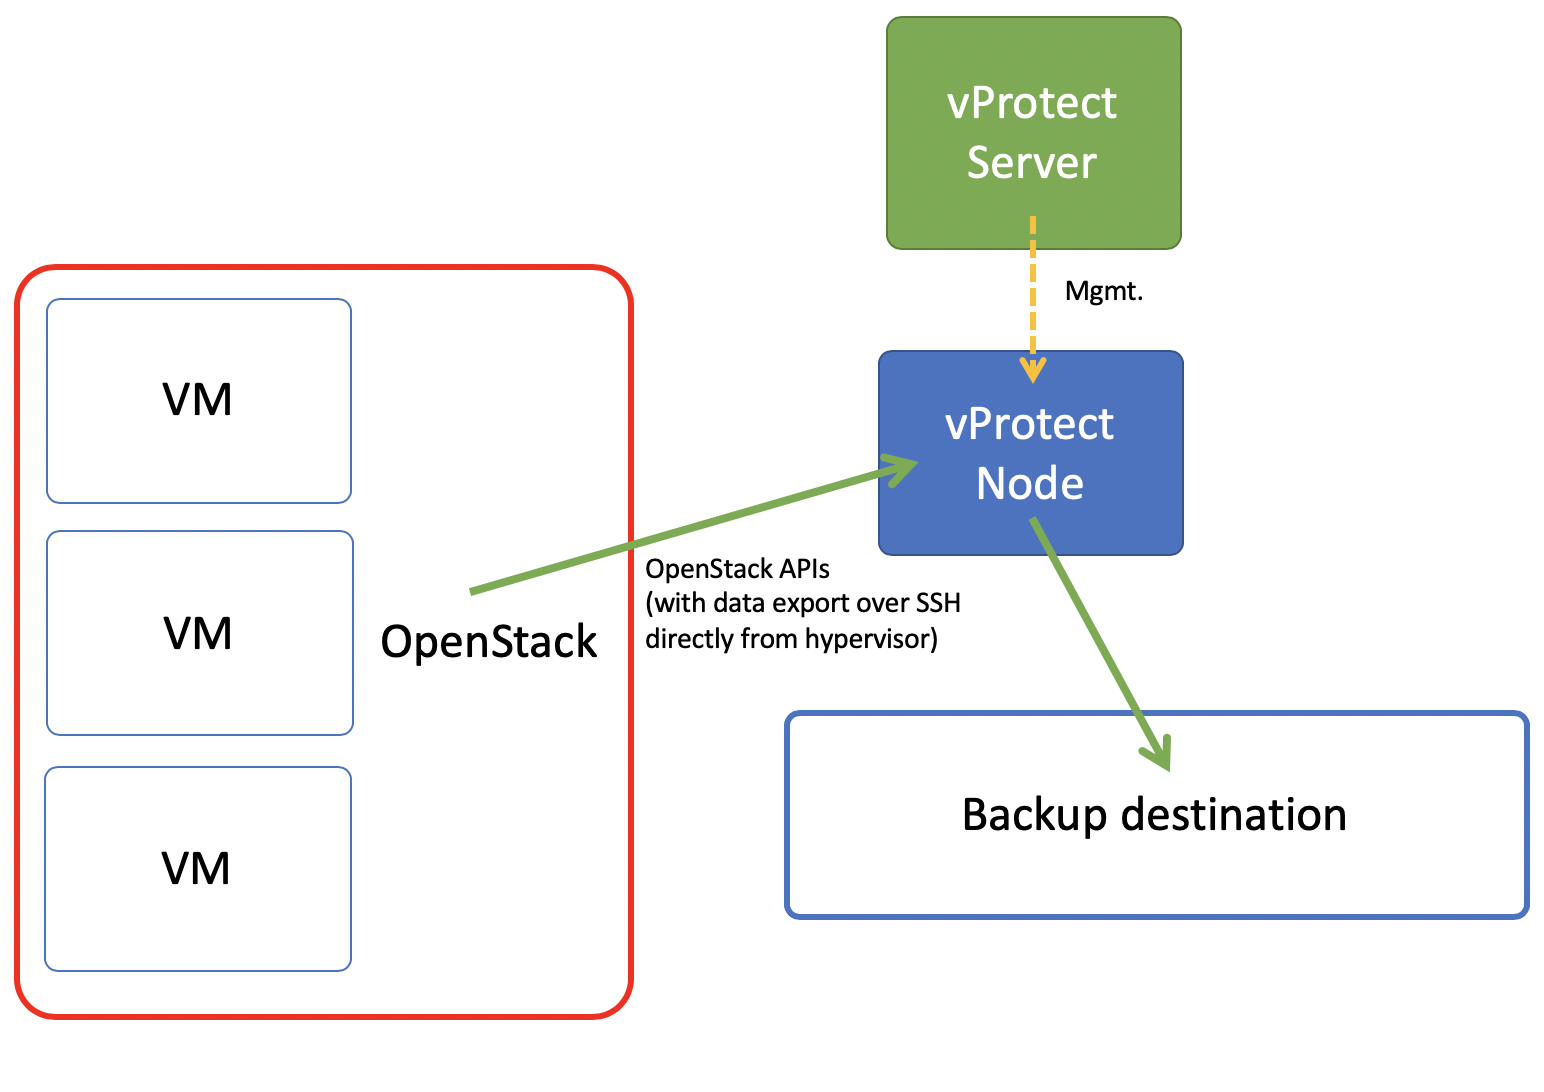 vProtect
Server
Mgmt.
VM
vProtect
Node
OpenStack APIs
(with data export over SSH
directly from hypervisor)
VM
OpenStack
Backup destination
VM